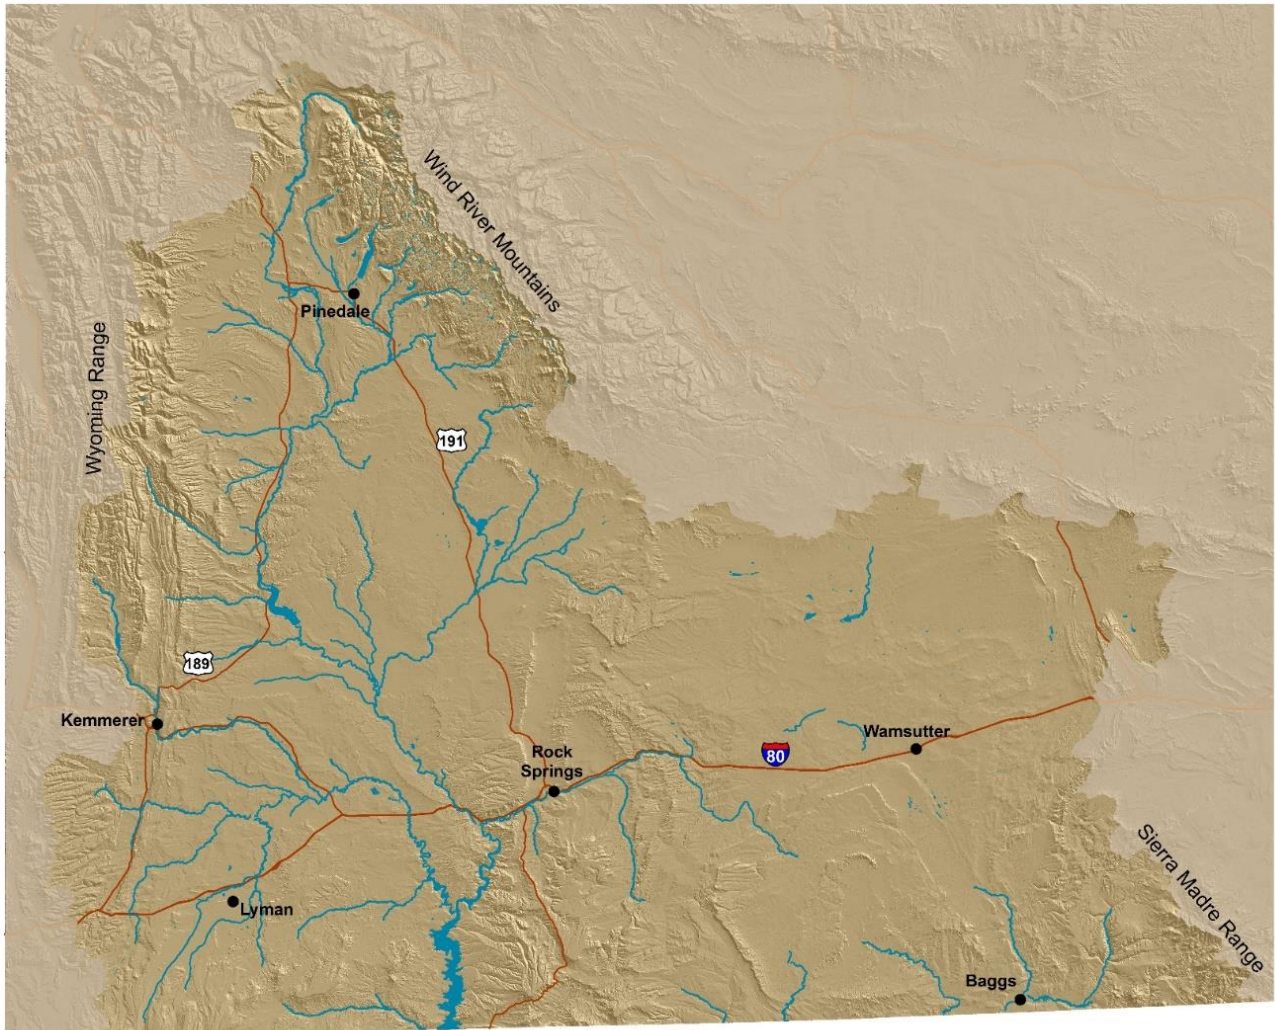 Wind River Mountains
Pinedale
Wyoming Range
191
189
Kemmerer
Rock
Springs
80
Wamsutter
Sierra Madre Range
Lyman
Baggs